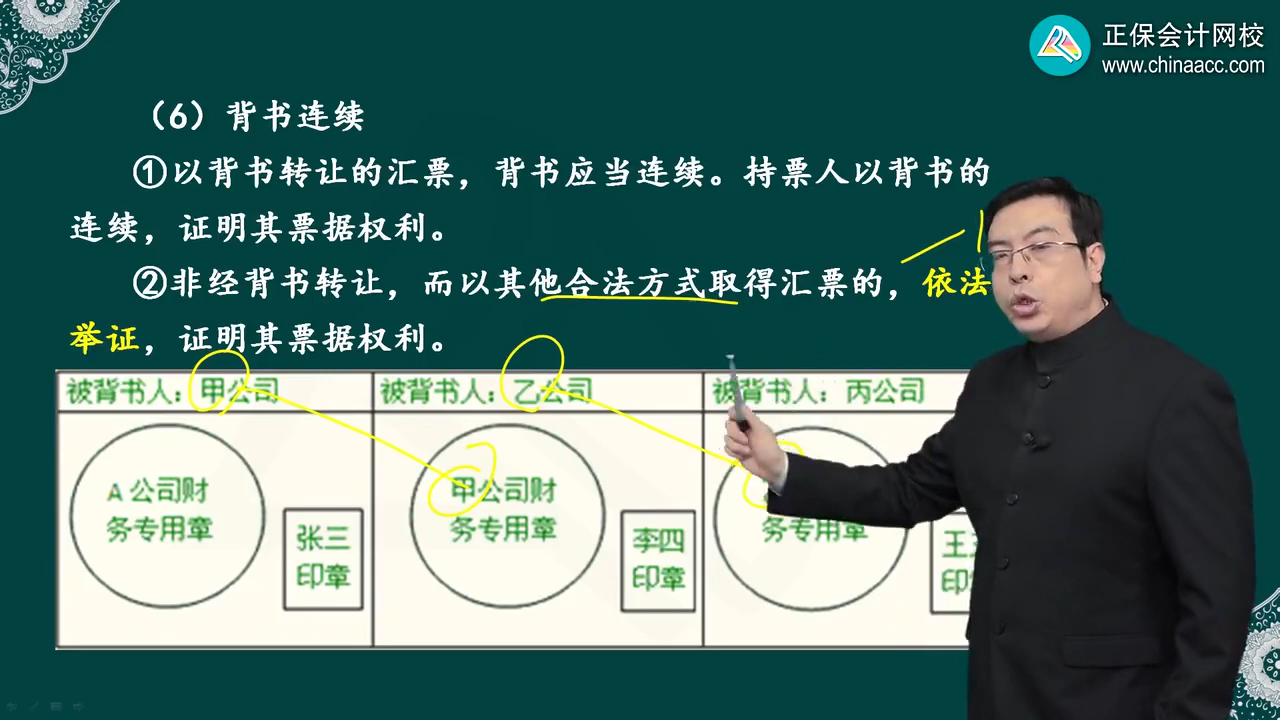 正保会计网校
www.chinaacc.com
（6）背书连续
①以背书转让的汇票，背书应当连续。持票人以背书的
连续，证明其票据权利。
②非经背书转让，而以其他合法方式取得汇票的，依法
举证，证明其票据权利。
被背书人：甲公司
被背书人：乙公司
被背书人：丙公司
A公司财
务专用章
张三
印章
甲公司财
务专用章
李四
印章
务专用章
王
印